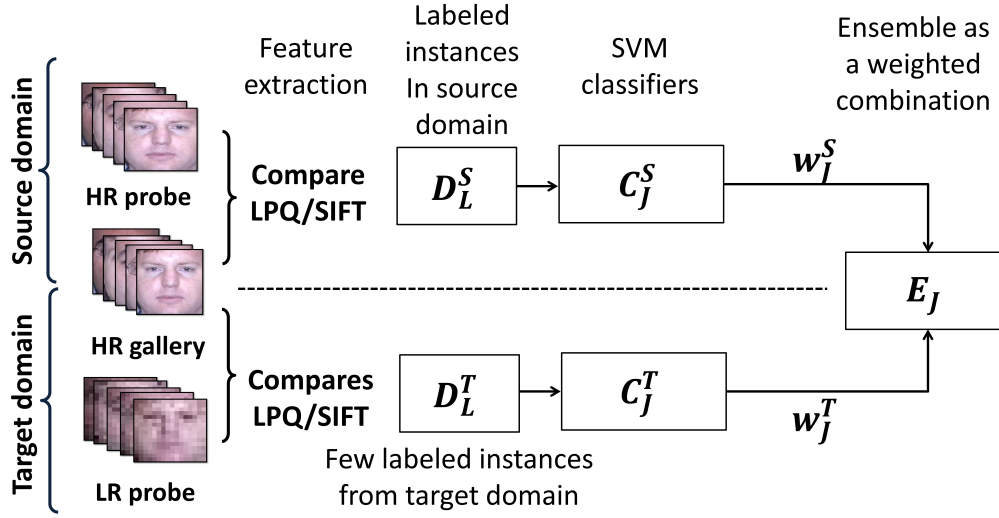 Feature
extraction
Labeled
instances
In source
domain
SVM
classifiers
Ensemble as
a weighted
combination
Source domain
HR probe
Compare
LPQ/SIFT
D_L^S
C_J^S
w_J^S
E_J
HR gallery
Target domain
Compares
LPQ/SIFT
D_L^T
C_J^T
w_J^T
Few labeled instances
from target domain
LR probe